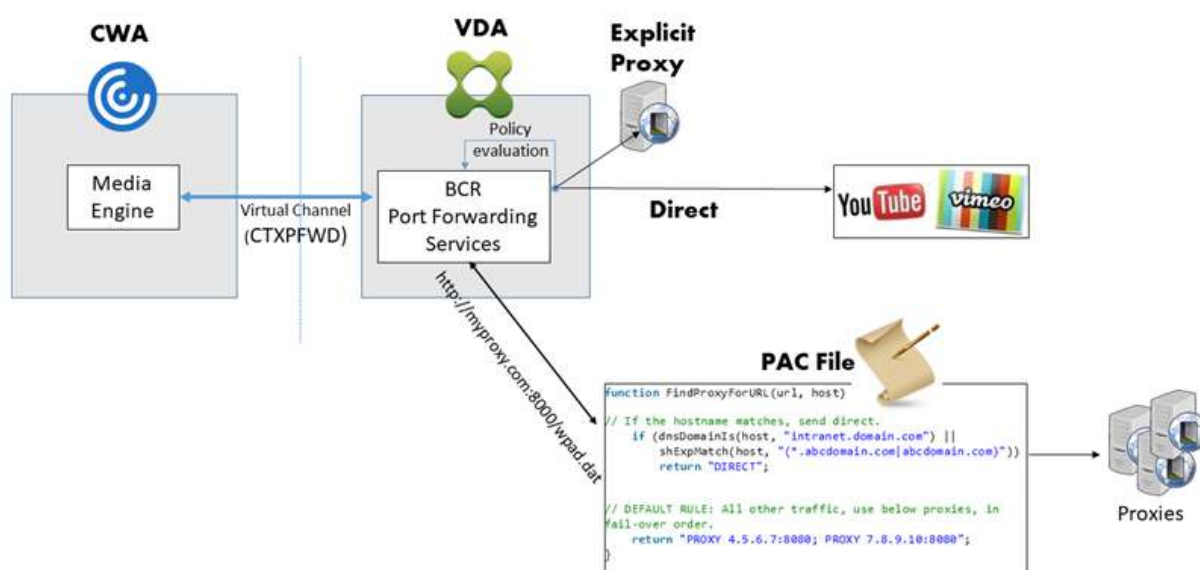 CWA
VDA
Explicit
Proxy
Policy
evaluation
Media
Engine
Virtual Channel
(CTXPFWD)
BCR
Port Forwarding
Services
Direct
YouTube
vimeo
http://myproxy.com:8000/wpad.dat
PAC File
function FindProxyForURL(url, host)
// If the hostname matches, send direct.
if (dnsDomainIs(host, "intranet.domain.com") ||
shExpMatch(host, "(*.abcdomain.com|abcdomain.com)"))
return "DIRECT";
// DEFAULT RULE: All other traffic, use below proxies, in
fail-over order.
return "PROXY 4.5.6.7:8080; PROXY 7.8.9.10:8080";
}
Proxies